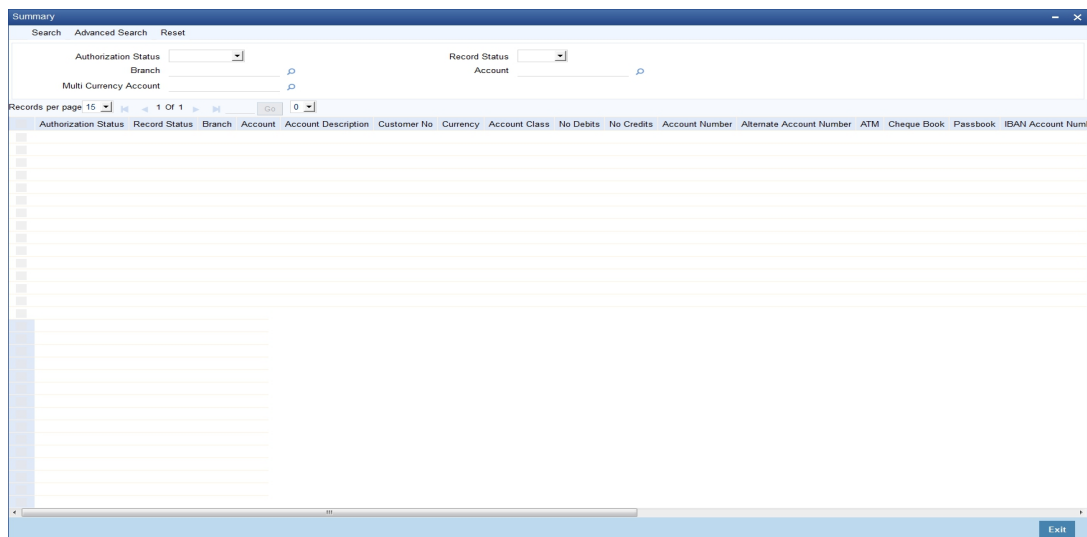 Summary
Search Advanced Search Reset
Authorization Status Record Status
Branch Account
Multi Currency Account
Records per page 15 1 Of 1 Go 0
Authorization Status Record Status Branch Account Account Description Customer No Currency Account Class No Debits No Credits Account Number Alternate Account Number ATM Cheque Book Passbook IBAN Account Num
Exit